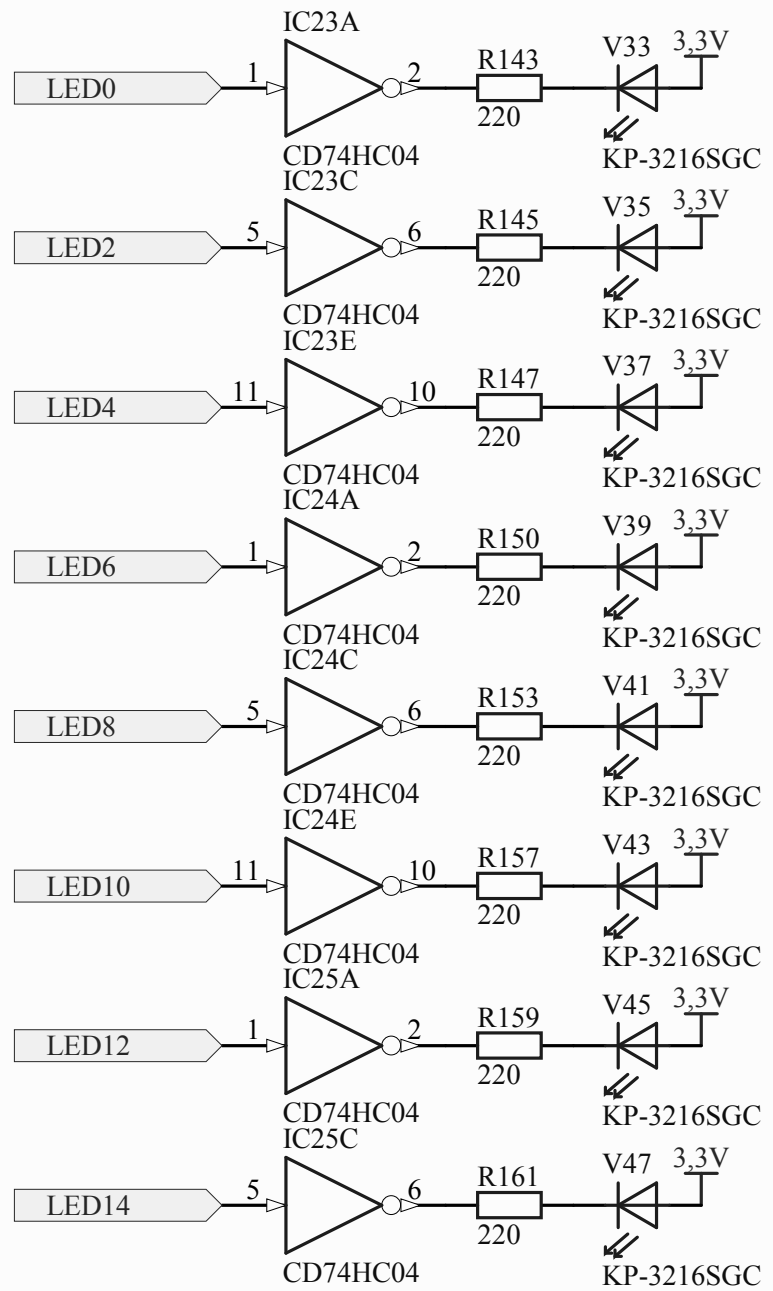 IC23A
LED0 1 2 R143 V33 3,3V
220
CD74HC04 KP-3216SGC
IC23C
LED2 5 6 R145 V35 3,3V
220
CD74HC04 KP-3216SGC
IC23E
LED4 11 10 R147 V37 3,3V
220
CD74HC04 KP-3216SGC
IC24A
LED6 1 2 R150 V39 3,3V
220
CD74HC04 KP-3216SGC
IC24C
LED8 5 6 R153 V41 3,3V
220
CD74HC04 KP-3216SGC
IC24E
LED10 11 10 R157 V43 3,3V
220
CD74HC04 KP-3216SGC
IC25A
LED12 1 2 R159 V45 3,3V
220
CD74HC04 KP-3216SGC
IC25C
LED14 5 6 R161 V47 3,3V
220
CD74HC04 KP-3216SGC